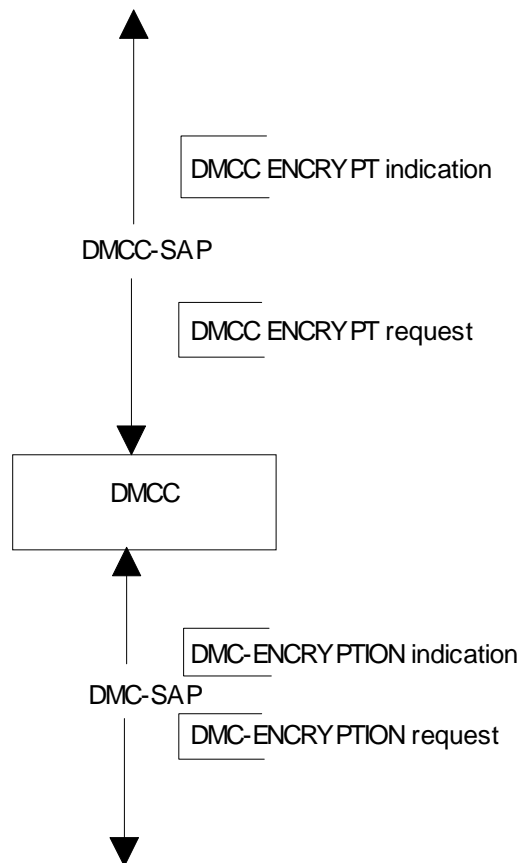 DMCC ENCRYPT indication
DMCC-SAP
DMCC ENCRYPT request
DMCC
DMC-ENCRYPTION indication
DMC-SAP
DMC-ENCRYPTION request